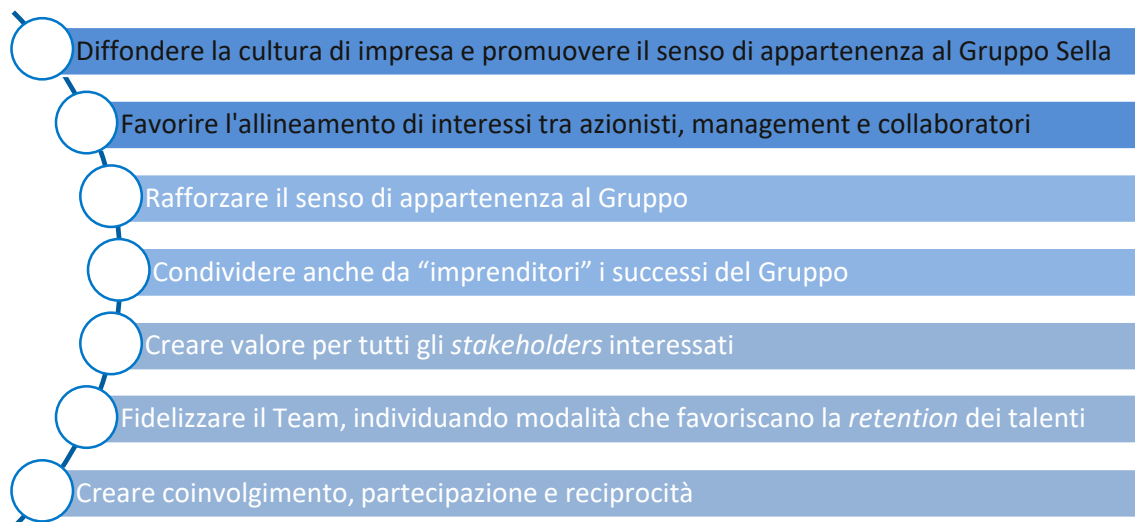 Diffondere la cultura di impresa e promuovere il senso di appartenenza al Gruppo Sella
Favorire l'allineamento di interessi tra azionisti, management e collaboratori
Rafforzare il senso di appartenenza al Gruppo
Condividere anche da “imprenditori” i successi del Gruppo
Creare valore per tutti gli stakeholders interessati
Fidelizzare il Team, individuando modalità che favoriscano la retention dei talenti
Creare coinvolgimento, partecipazione e reciprocità